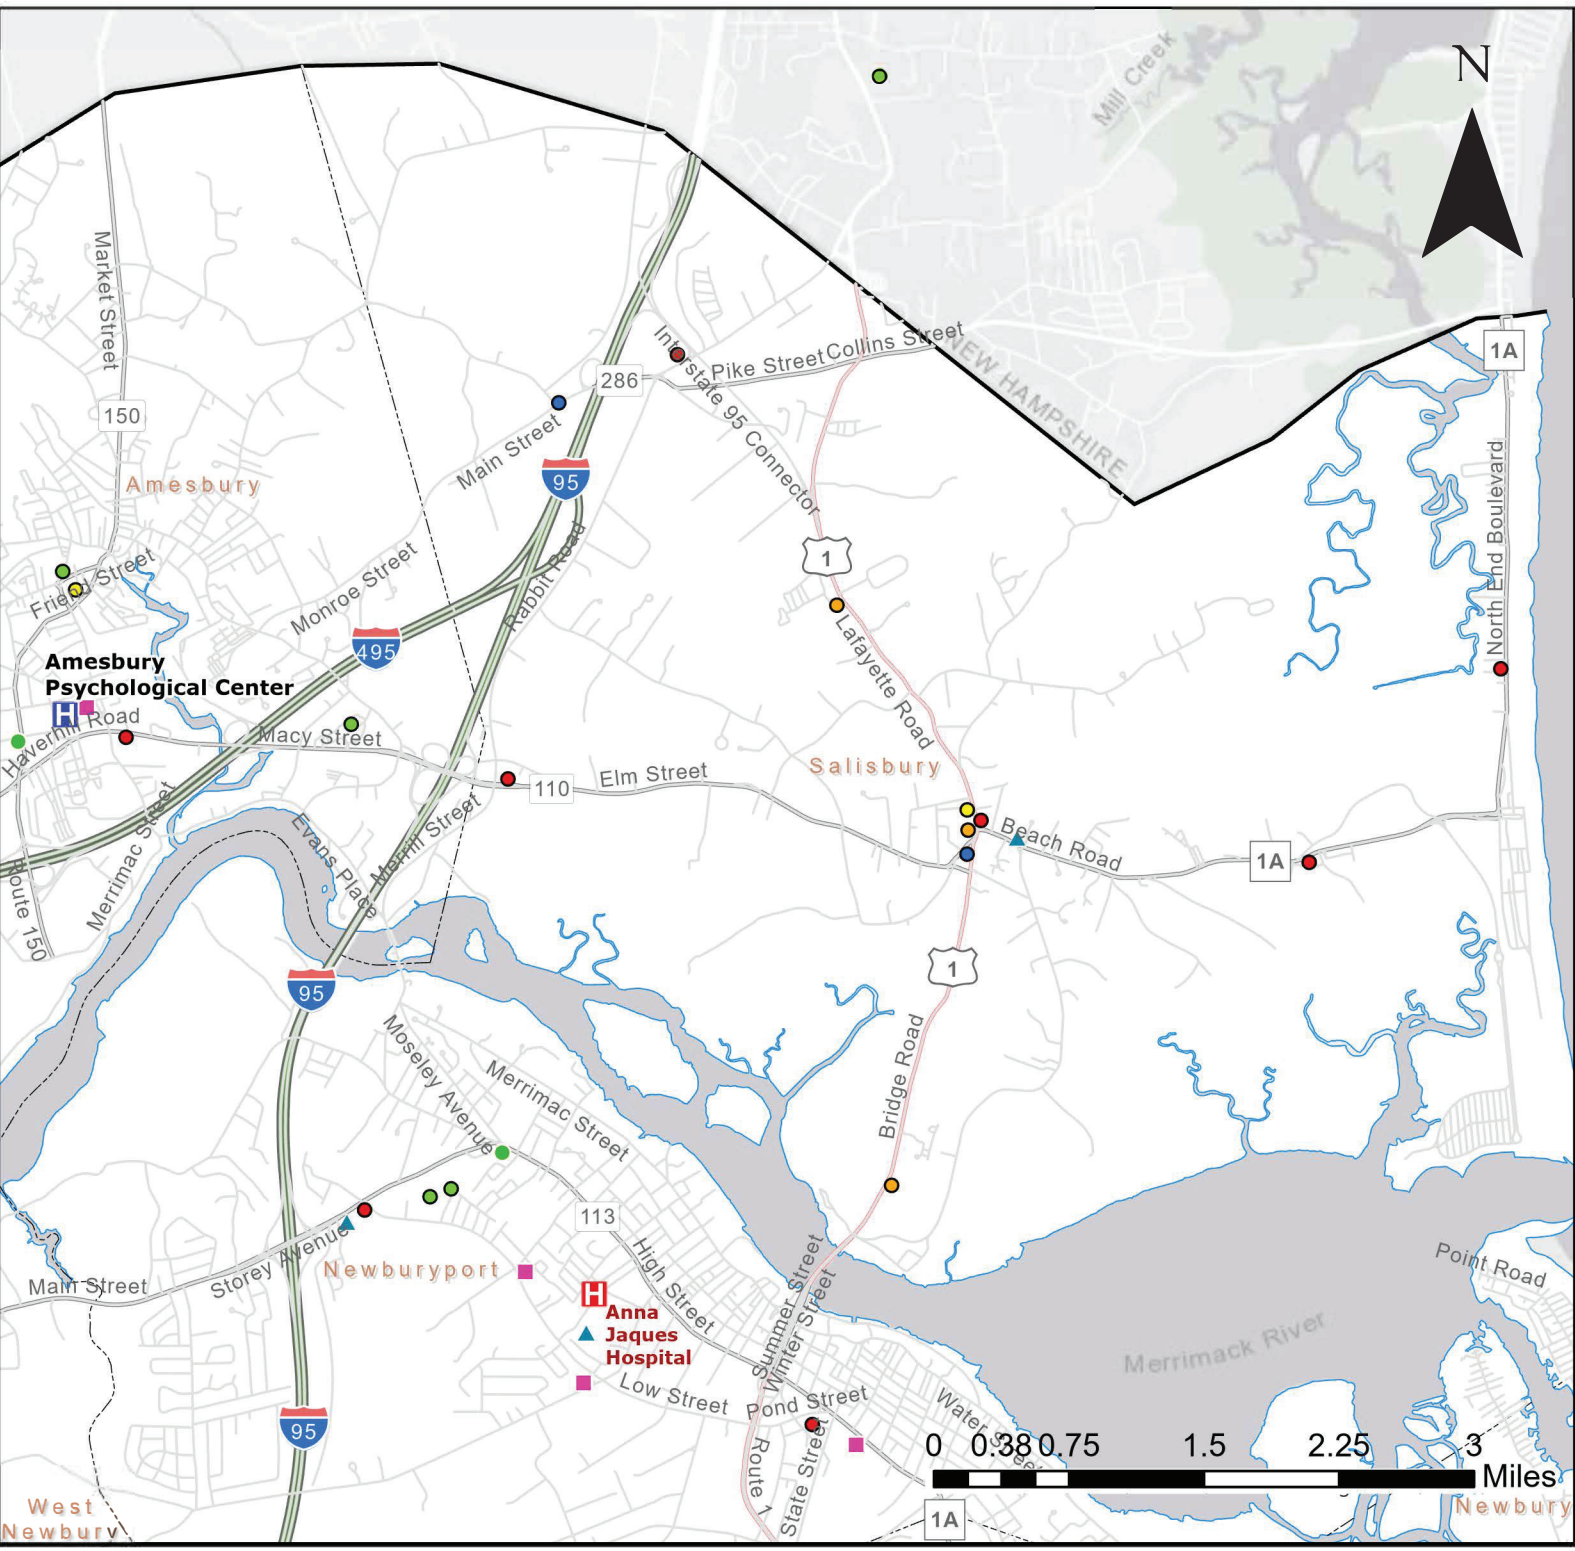 N
Mill Creek
Market Street
1A
NEW HAMPSHIRE
Interstate 95 Connector
Pike Street
Collins Street
286
150
Main Street
95
Amesbury
North End Boulevard
Rabbit Road
1
Friend Street
Monroe Street
495
Lafayette Road
Amesbury
Psychological Center
H
Haverhill Road
Macy Street
Salisbury
110
Elm Street
Beach Road
1A
Merrimac Street
Evans Place
Merrill Street
Route 150
1
95
Moseley Avenue
Merrimac Street
Bridge Road
113
Point Road
Main Street
Storey Avenue
Newburyport
High Street
Summer Street
Winter Street
H
Anna
Jaques
Hospital
Merrimack River
Low Street
Pond Street
Water Street
95
Route 1
State Street
0 0.38 0.75 1.5 2.25 3
Miles
West
Newbury
1A
Newbury